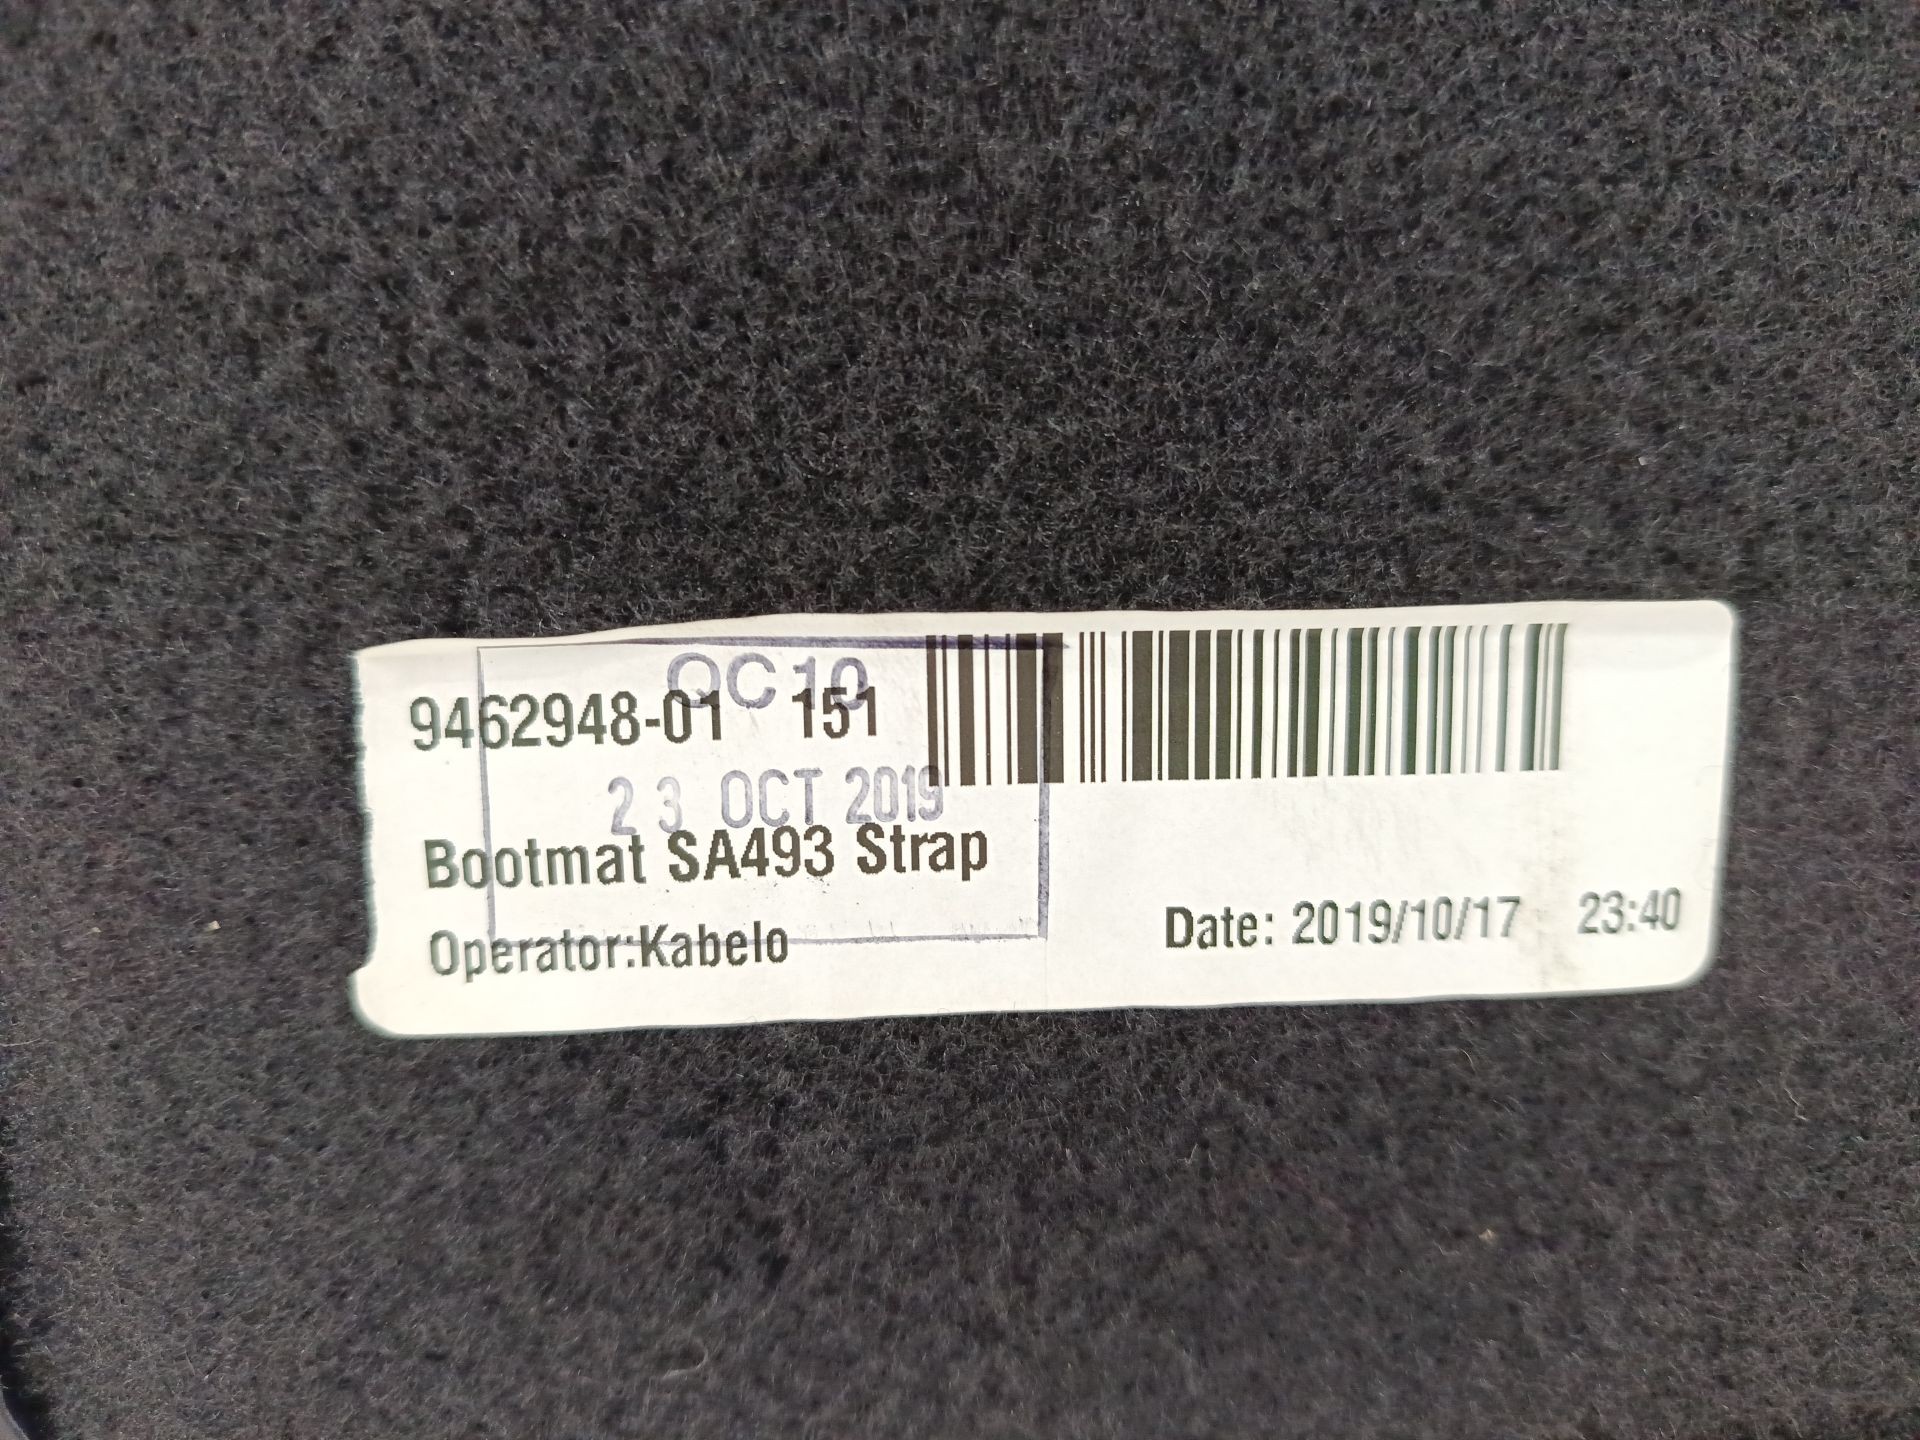 QC 10
9462948-01 151
23 OCT 2019
Bootmat SA493 Strap
Operator:Kabelo
Date: 2019/10/17 23:40